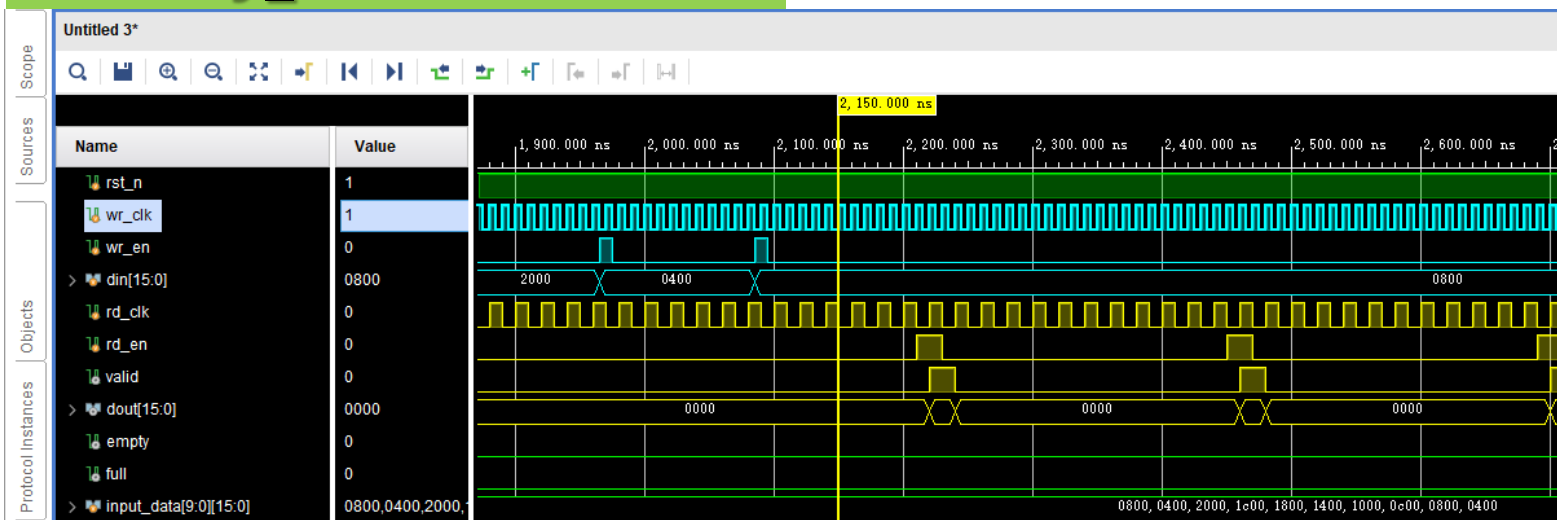 Untitled 3*
Scope
Sources
Objects
Protocol Instances
2,150.000 ns
Name Value
1,900.000 ns 2,000.000 ns 2,100.000 ns 2,200.000 ns 2,300.000 ns 2,400.000 ns 2,500.000 ns 2,600.000 ns
rst_n 1
wr_clk 1
wr_en 0
din[15:0] 0800 2000 0400 0800
rd_clk 0
rd_en 0
valid 0
dout[15:0] 0000 0000 0000 0000
empty 0
full 0
input_data[9:0][15:0] 0800,0400,2000, 0800,0400,2000,1c00,1800,1400,1000,0c00,0800,0400